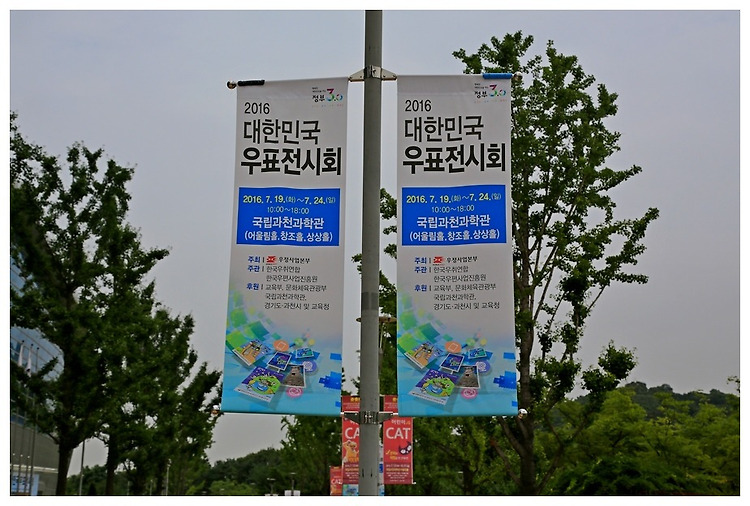 정부 3.0
2016
대한민국
우표전시회
2016. 7. 19.(화)~7. 24.(일)
10:00~18:00
국립과천과학관
(어울림홀, 창조홀, 상상홀)
주최 | 우정사업본부
주관 | 한국우취연합
한국우편사업진흥원
후원 | 교육부, 문화체육관광부
국립과천과학관,
경기도·과천시 및 교육청
정부 3.0
2016
대한민국
우표전시회
2016. 7. 19.(화)~7. 24.(일)
10:00~18:00
국립과천과학관
(어울림홀, 창조홀, 상상홀)
주최 | 우정사업본부
주관 | 한국우취연합
한국우편사업진흥원
후원 | 교육부, 문화체육관광부
국립과천과학관,
경기도·과천시 및 교육청
CAT
CAT